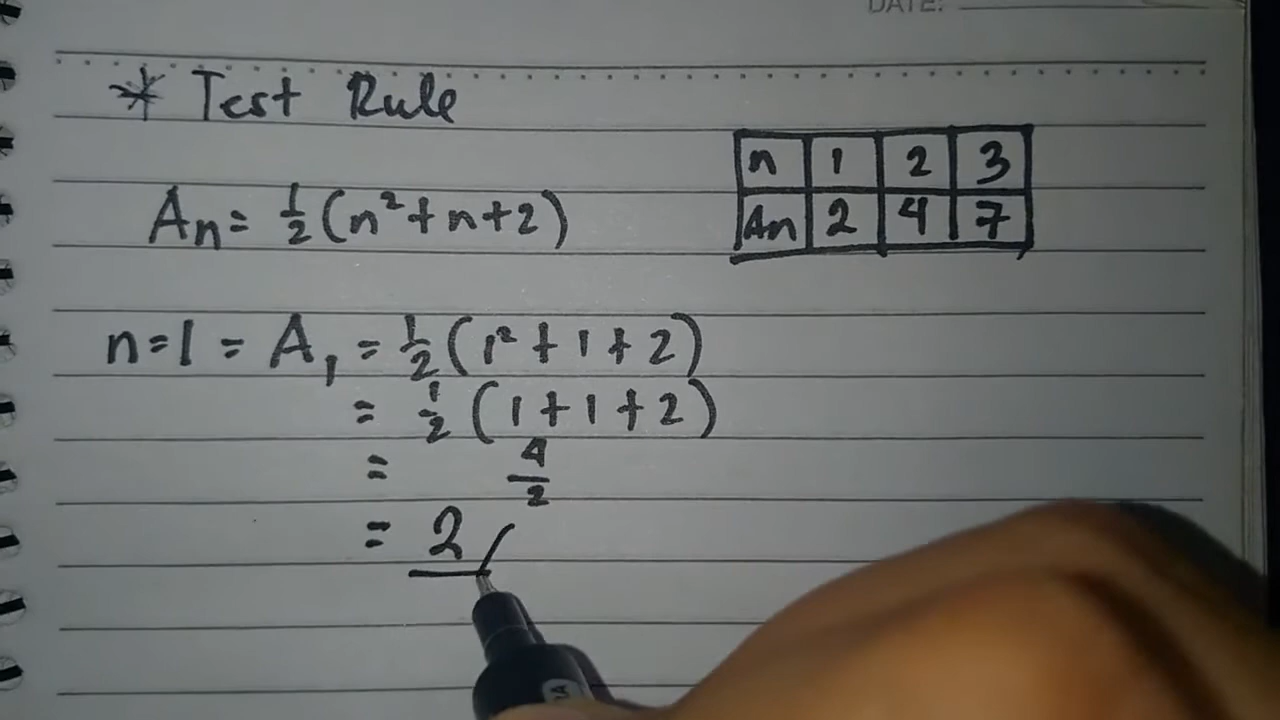 DATE:
* Test Rule
n 1 2 3
An 2 4 7
An = 1/2 (n² + n + 2)
n = 1 = A₁ = 1/2 (1² + 1 + 2)
= 1/2 (1 + 1 + 2)
= 4/2
= 2